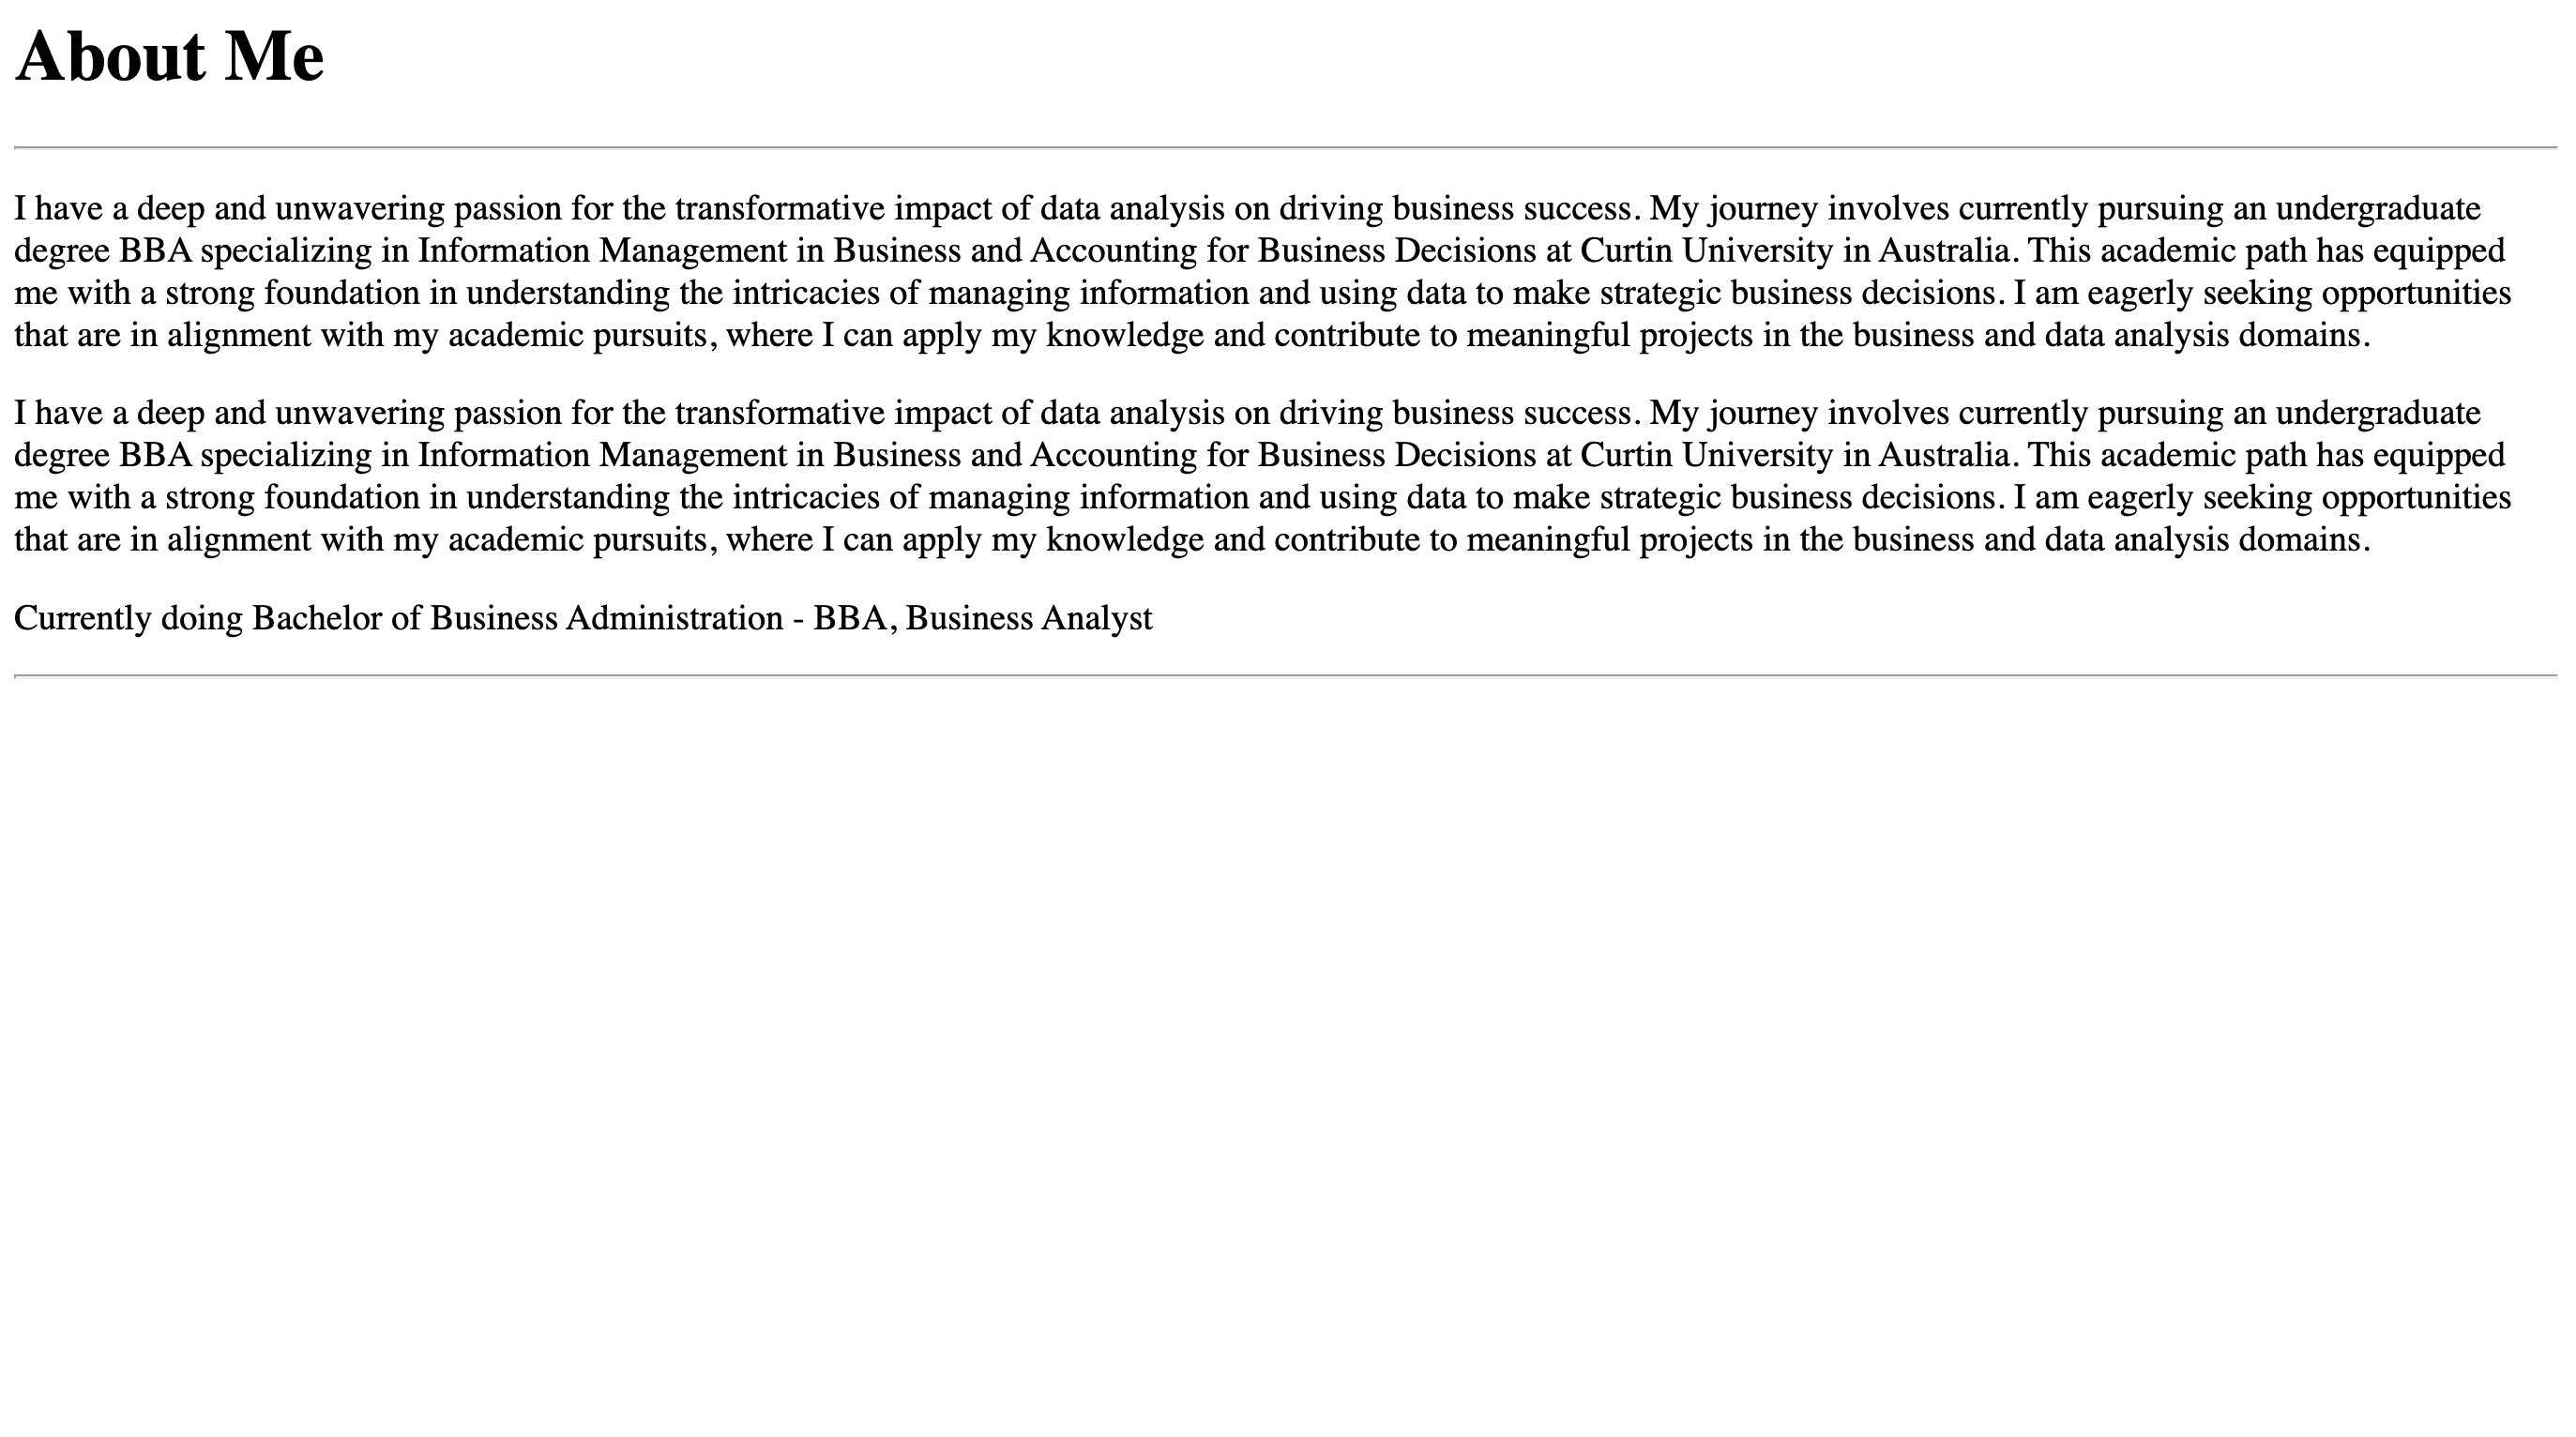 About Me
I have a deep and unwavering passion for the transformative impact of data analysis on driving business success. My journey involves currently pursuing an undergraduate
degree BBA specializing in Information Management in Business and Accounting for Business Decisions at Curtin University in Australia. This academic path has equipped
me with a strong foundation in understanding the intricacies of managing information and using data to make strategic business decisions. I am eagerly seeking opportunities
that are in alignment with my academic pursuits, where I can apply my knowledge and contribute to meaningful projects in the business and data analysis domains.
I have a deep and unwavering passion for the transformative impact of data analysis on driving business success. My journey involves currently pursuing an undergraduate
degree BBA specializing in Information Management in Business and Accounting for Business Decisions at Curtin University in Australia. This academic path has equipped
me with a strong foundation in understanding the intricacies of managing information and using data to make strategic business decisions. I am eagerly seeking opportunities
that are in alignment with my academic pursuits, where I can apply my knowledge and contribute to meaningful projects in the business and data analysis domains.
Currently doing Bachelor of Business Administration - BBA, Business Analyst